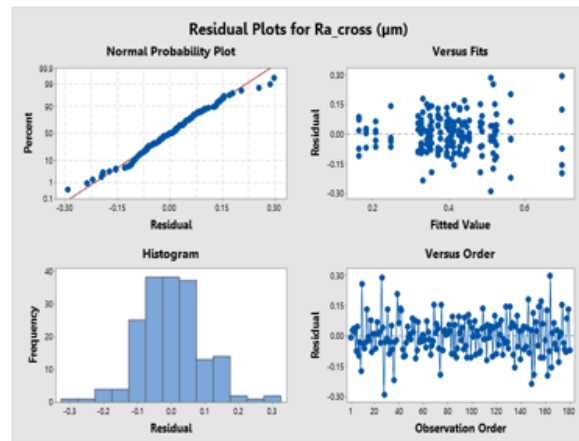 Residual Plots for Ra_cross (µm)
Normal Probability Plot
Versus Fits
99.9
99
90
50
10
1
0.1
Percent
-0.30 -0.15 0.00 0.15 0.30
Residual
0.30
0.15
0.00
-0.15
-0.30
Residual
0.2 0.4 0.6
Fitted Value
Histogram
Versus Order
40
30
20
10
0
Frequency
-0.3 -0.2 -0.1 0.0 0.1 0.2 0.3
Residual
0.30
0.15
0.00
-0.15
-0.30
Residual
1 20 40 60 80 100 120 140 160 180
Observation Order